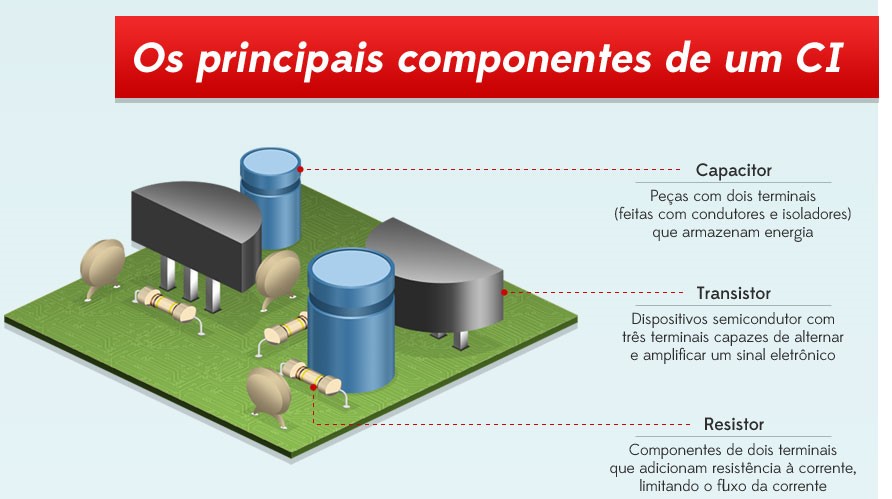 Os principais componentes de um CI
Capacitor
Peças com dois terminais
(feitas com condutores e isoladores)
que armazenam energia
Transistor
Dispositivos semicondutor com
três terminais capazes de alternar
e amplificar um sinal eletrônico
Resistor
Componentes de dois terminais
que adicionam resistência à corrente,
limitando o fluxo da corrente